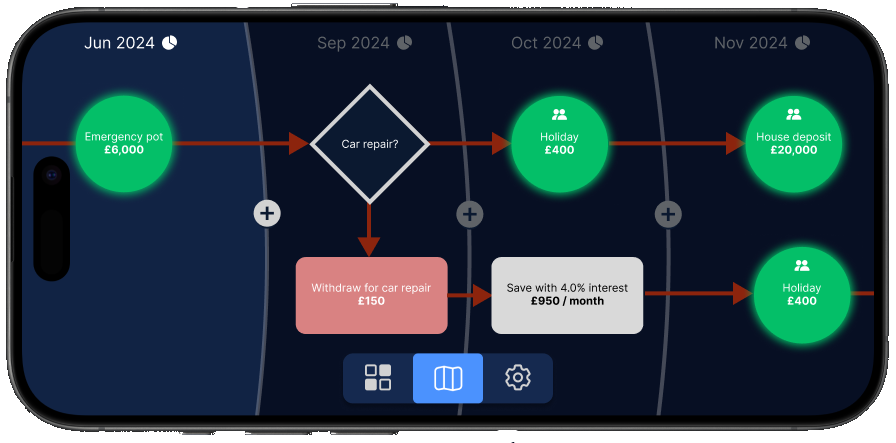 Jun 2024
Sep 2024
Oct 2024
Nov 2024
Emergency pot
£6,000
Car repair?
Holiday
£400
House deposit
£20,000
Withdraw for car repair
£150
Save with 4.0% interest
£950 / month
Holiday
£400